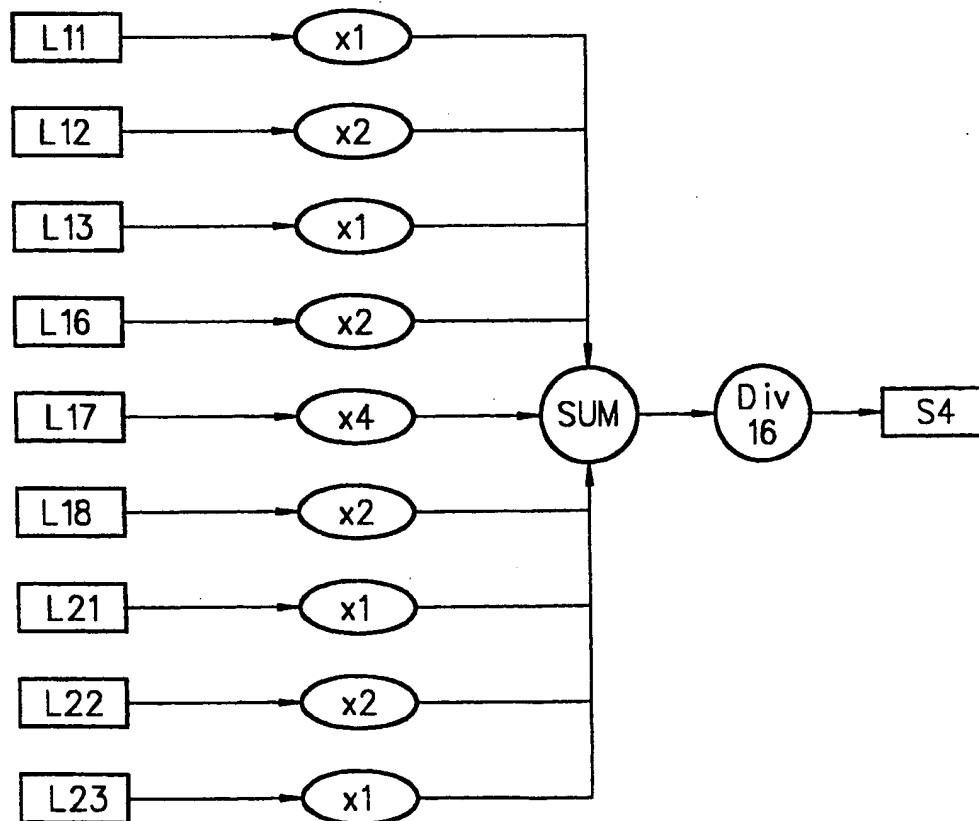 L11 x1
L12 x2
L13 x1
L16 x2
L17 x4 SUM Div 16 S4
L18 x2
L21 x1
L22 x2
L23 x1